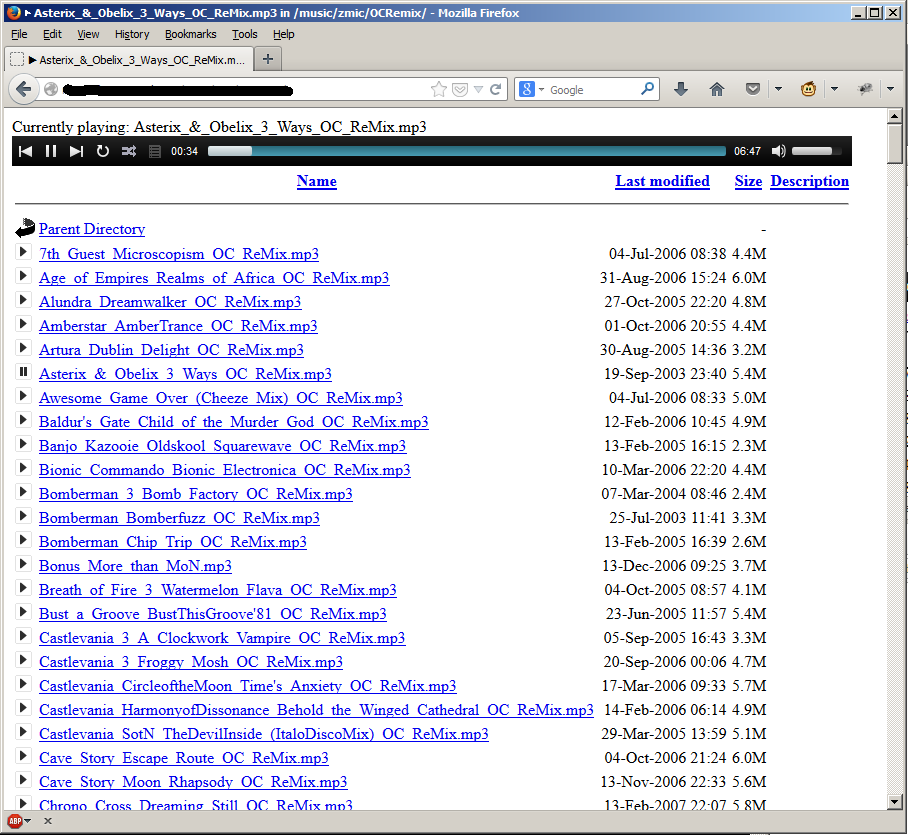 Asterix_&_Obelix_3_Ways_OC_ReMix.mp3 in /music/zmic/OCRemix/ - Mozilla Firefox
File Edit View History Bookmarks Tools Help
Asterix_&_Obelix_3_Ways_OC_ReMix.m...
8 Google
Currently playing: Asterix_&_Obelix_3_Ways_OC_ReMix.mp3
00:34 06:47
Name Last modified Size Description
Parent Directory -
7th_Guest_Microscopism_OC_ReMix.mp3 04-Jul-2006 08:38 4.4M
Age_of_Empires_Realms_of_Africa_OC_ReMix.mp3 31-Aug-2006 15:24 6.0M
Alundra_Dreamwalker_OC_ReMix.mp3 27-Oct-2005 22:20 4.8M
Amberstar_AmberTrance_OC_ReMix.mp3 01-Oct-2006 20:55 4.4M
Artura_Dublin_Delight_OC_ReMix.mp3 30-Aug-2005 14:36 3.2M
Asterix_&_Obelix_3_Ways_OC_ReMix.mp3 19-Sep-2003 23:40 5.4M
Awesome_Game_Over_(Cheeze_Mix)_OC_ReMix.mp3 04-Jul-2006 08:33 5.0M
Baldur's_Gate_Child_of_the_Murder_God_OC_ReMix.mp3 12-Feb-2006 10:45 4.9M
Banjo_Kazooie_Oldskool_Squarewave_OC_ReMix.mp3 13-Feb-2005 16:15 2.3M
Bionic_Commando_Bionic_Electronica_OC_ReMix.mp3 10-Mar-2006 22:20 4.4M
Bomberman_3_Bomb_Factory_OC_ReMix.mp3 07-Mar-2004 08:46 2.4M
Bomberman_Bomberfuzz_OC_ReMix.mp3 25-Jul-2003 11:41 3.3M
Bomberman_Chip_Trip_OC_ReMix.mp3 13-Feb-2005 16:39 2.6M
Bonus_More_than_MoN.mp3 13-Dec-2006 09:25 3.7M
Breath_of_Fire_3_Watermelon_Flava_OC_ReMix.mp3 04-Oct-2005 08:57 4.1M
Bust_a_Groove_BustThisGroove'81_OC_ReMix.mp3 23-Jun-2005 11:57 5.4M
Castlevania_3_A_Clockwork_Vampire_OC_ReMix.mp3 05-Sep-2005 16:43 3.3M
Castlevania_3_Froggy_Mosh_OC_ReMix.mp3 20-Sep-2006 00:06 4.7M
Castlevania_CircleoftheMoon_Time's_Anxiety_OC_ReMix.mp3 17-Mar-2006 09:33 5.7M
Castlevania_HarmonyofDissonance_Behold_the_Winged_Cathedral_OC_ReMix.mp3 14-Feb-2006 06:14 4.9M
Castlevania_SotN_TheDevilInside_(ItaloDiscoMix)_OC_ReMix.mp3 29-Mar-2005 13:59 5.1M
Cave_Story_Escape_Route_OC_ReMix.mp3 04-Oct-2006 21:24 6.0M
Cave_Story_Moon_Rhapsody_OC_ReMix.mp3 13-Nov-2006 22:33 5.6M
Chrono_Cross_Dreaming_Still_OC_ReMix.mp3 13-Feb-2007 22:07 5.8M
ABP